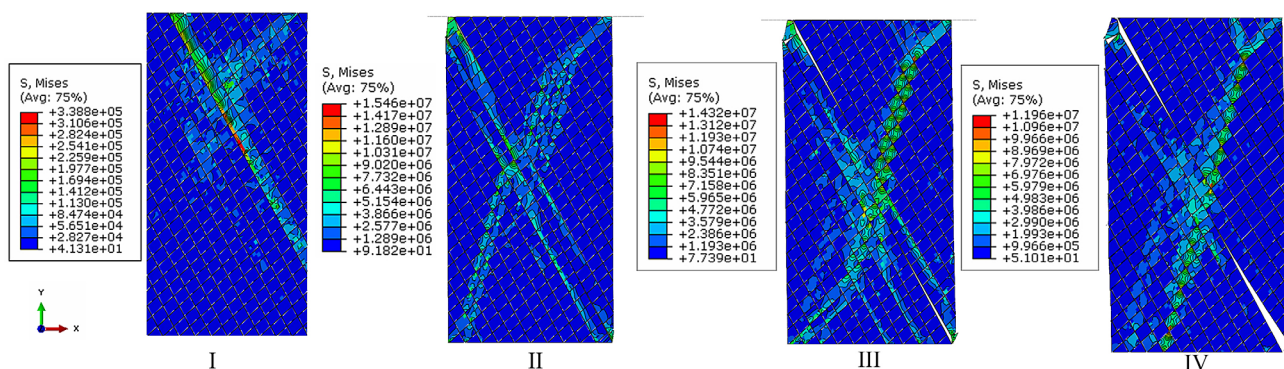 S, Mises
(Avg: 75%)
+3.388e+05
+3.106e+05
+2.824e+05
+2.541e+05
+2.259e+05
+1.977e+05
+1.694e+05
+1.412e+05
+1.130e+05
+8.474e+04
+5.651e+04
+2.827e+04
+4.131e+01
Y
X
I
S, Mises
(Avg: 75%)
+1.546e+07
+1.417e+07
+1.289e+07
+1.160e+07
+1.031e+07
+9.020e+06
+7.732e+06
+6.443e+06
+5.154e+06
+3.866e+06
+2.577e+06
+1.289e+06
+9.182e+01
II
S, Mises
(Avg: 75%)
+1.432e+07
+1.312e+07
+1.193e+07
+1.074e+07
+9.544e+06
+8.351e+06
+7.158e+06
+5.965e+06
+4.772e+06
+3.579e+06
+2.386e+06
+1.193e+06
+7.739e+01
III
S, Mises
(Avg: 75%)
+1.196e+07
+1.096e+07
+9.966e+06
+8.969e+06
+7.972e+06
+6.976e+06
+5.979e+06
+4.983e+06
+3.986e+06
+2.990e+06
+1.993e+06
+9.966e+05
+5.101e+01
IV